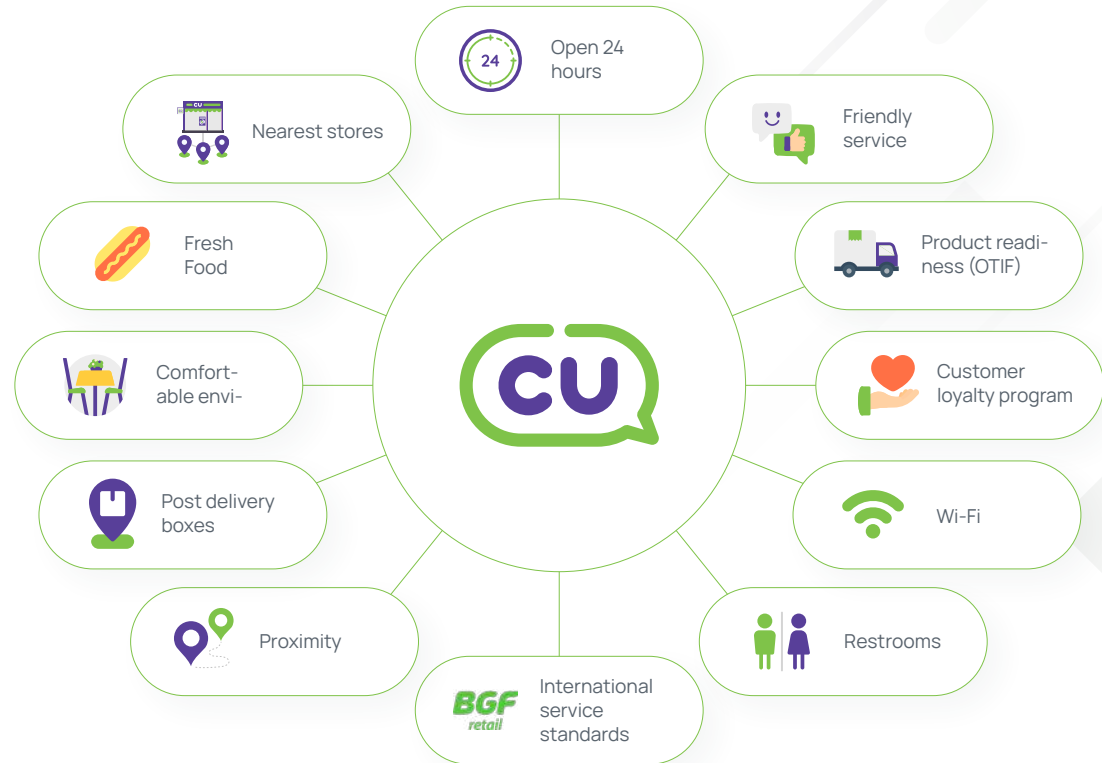 24
Open 24
hours
CU
Nearest stores
Friendly
service
Fresh
Food
Product readi-
ness (OTIF)
CU
Comfort-
able envi-
Customer
loyalty program
Post delivery
boxes
Wi-Fi
Proximity
Restrooms
BGF
retail
International
service
standards